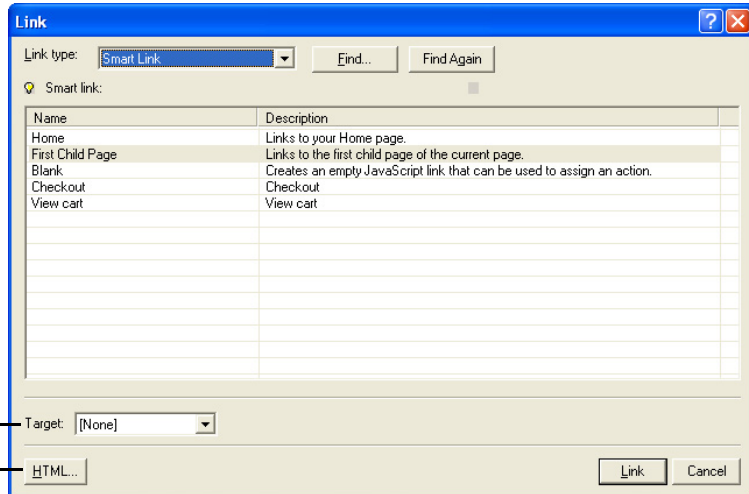 Link
Link type: Smart Link Find... Find Again
Smart link:
Name Description
Home Links to your Home page.
First Child Page Links to the first child page of the current page.
Blank Creates an empty JavaScript link that can be used to assign an action.
Checkout Checkout
View cart View cart
Target: [None]
HTML... Link Cancel